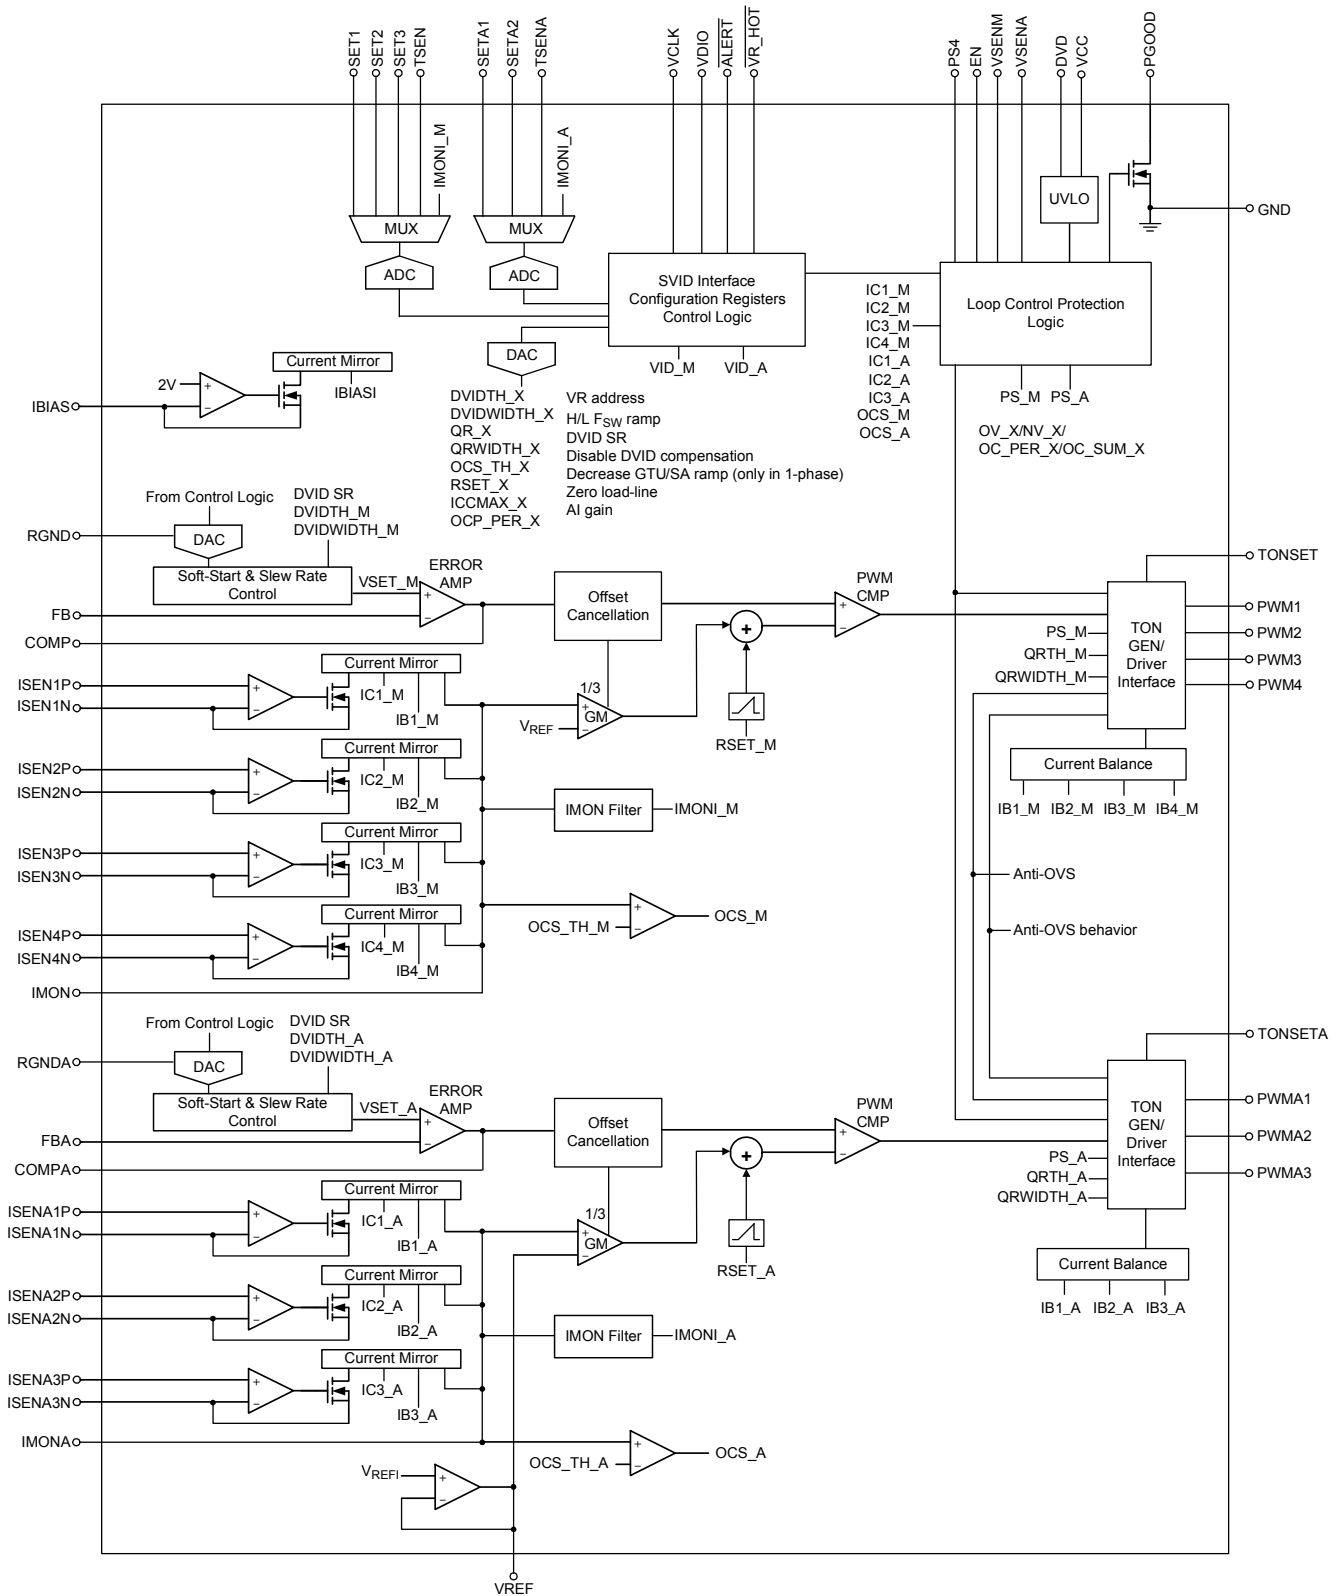 SET1
SET2
SET3
TSEN
SETA1
SETA2
TSENA
VCLK
VDIO
ALERT
VR_HOT
PS4
EN
VSENM
VSENA
DVD
VCC
PGOOD
IMONI_M
IMONI_A
MUX
MUX
UVLO
GND
ADC
ADC
SVID Interface
Configuration Registers
Control Logic
IC1_M
IC2_M
IC3_M
IC4_M
IC1_A
IC2_A
IC3_A
OCS_M
OCS_A
Loop Control Protection
Logic
DAC
VID_M
VID_A
PS_M
PS_A
OV_X/NV_X/
OC_PER_X/OC_SUM_X
Current Mirror
2V
+
−
IBIASI
IBIAS
DVIDTH_X
DVIDWIDTH_X
QR_X
QRWIDTH_X
OCS_TH_X
RSET_X
ICCMAX_X
OCP_PER_X
VR address
H/L FSW ramp
DVID SR
Disable DVID compensation
Decrease GTU/SA ramp (only in 1-phase)
Zero load-line
AI gain
From Control Logic
DVID SR
DVIDTH_M
DVIDWIDTH_M
RGND
DAC
Soft-Start & Slew Rate
Control
VSET_M
ERROR
AMP
+
−
FB
COMP
Offset
Cancellation
PWM
CMP
+
−
+
TONSET
TON
GEN/
Driver
Interface
PWM1
PWM2
PWM3
PWM4
PS_M
QRTH_M
QRWIDTH_M
ISEN1P
ISEN1N
+
−
Current Mirror
IC1_M
IB1_M
1/3
+
GM
−
VREF
RSET_M
Current Balance
IB1_M
IB2_M
IB3_M
IB4_M
ISEN2P
ISEN2N
+
−
Current Mirror
IC2_M
IB2_M
IMON Filter
IMONI_M
ISEN3P
ISEN3N
+
−
Current Mirror
IC3_M
IB3_M
Anti-OVS
ISEN4P
ISEN4N
+
−
Current Mirror
IC4_M
IB4_M
OCS_TH_M
+
−
OCS_M
Anti-OVS behavior
IMON
From Control Logic
DVID SR
DVIDTH_A
DVIDWIDTH_A
RGNDA
DAC
Soft-Start & Slew Rate
Control
VSET_A
ERROR
AMP
+
−
FBA
COMPA
Offset
Cancellation
PWM
CMP
+
−
+
TONSETA
TON
GEN/
Driver
Interface
PWMA1
PWMA2
PWMA3
PS_A
QRTH_A
QRWIDTH_A
ISENA1P
ISENA1N
+
−
Current Mirror
IC1_A
IB1_A
1/3
+
GM
−
RSET_A
Current Balance
IB1_A
IB2_A
IB3_A
ISENA2P
ISENA2N
+
−
Current Mirror
IC2_A
IB2_A
IMON Filter
IMONI_A
ISENA3P
ISENA3N
+
−
Current Mirror
IC3_A
IB3_A
IMONA
OCS_TH_A
+
−
OCS_A
VREFI
+
−
VREF